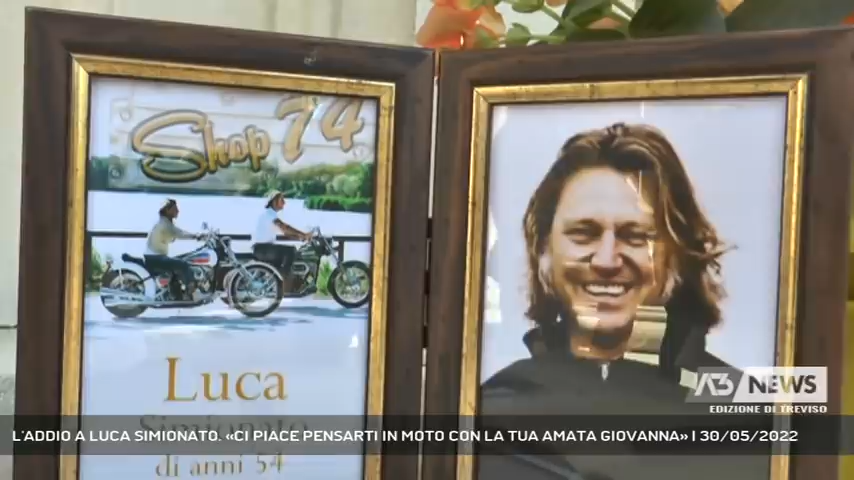 Shop 74
Luca
Simionato
di anni 54
A3 NEWS
EDIZIONE DI TREVISO
L'ADDIO A LUCA SIMIONATO. «CI PIACE PENSARTI IN MOTO CON LA TUA AMATA GIOVANNA» | 30/05/2022